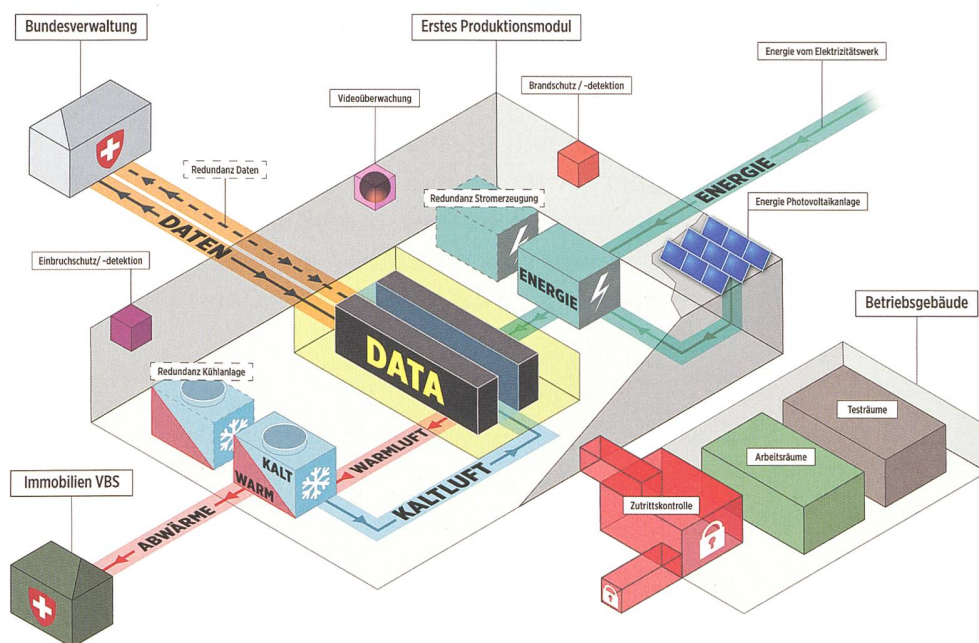 Bundesverwaltung
Erstes Produktionsmodul
Energie vom Elektrizitätswerk
Brandschutz / -detektion
Videoüberwachung
Redundanz Daten
DATEN
ENERGIE
Redundanz Stromerzeugung
Energie Photovoltaikanlage
Einbruchschutz/ -detektion
ENERGIE
Betriebsgebäude
DATA
Redundanz Kühlanlage
Testräume
Arbeitsräume
KALT
WARM
WARMLUFT
KALTLUFT
Immobilien VBS
ABWÄRME
Zutrittskontrolle